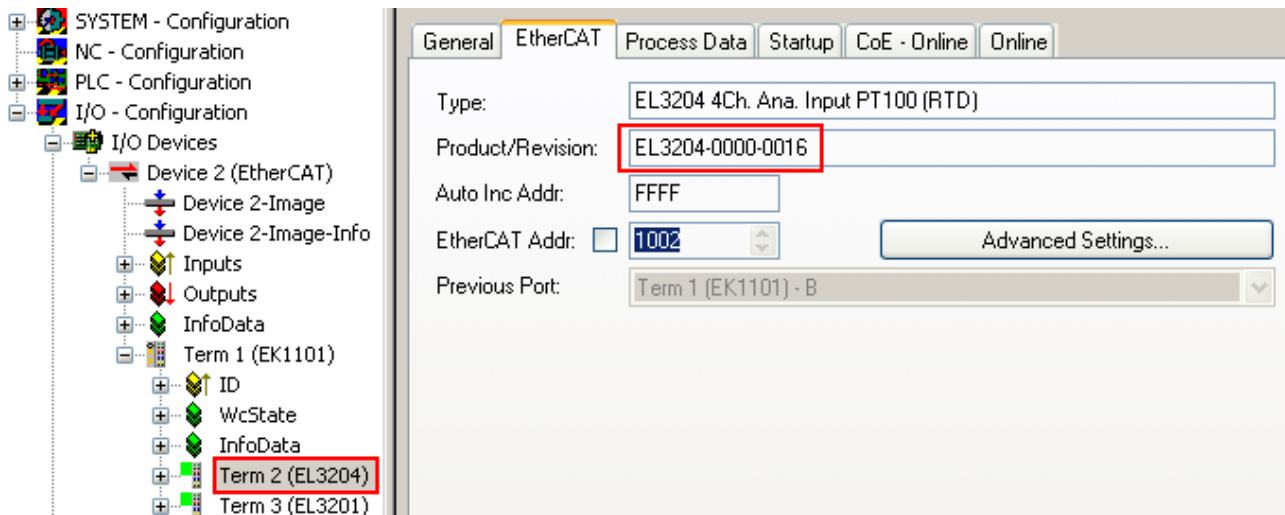 SYSTEM - Configuration
NC - Configuration
PLC - Configuration
I/O - Configuration
I/O Devices
Device 2 (EtherCAT)
Device 2-Image
Device 2-Image-Info
Inputs
Outputs
InfoData
Term 1 (EK1101)
ID
WcState
InfoData
Term 2 (EL3204)
Term 3 (EL3201)
General EtherCAT Process Data Startup CoE - Online Online
Type: EL3204 4Ch. Ana. Input PT100 (RTD)
Product/Revision: EL3204-0000-0016
Auto Inc Addr: FFFF
EtherCAT Addr: 1002 Advanced Settings...
Previous Port: Term 1 (EK1101) - B